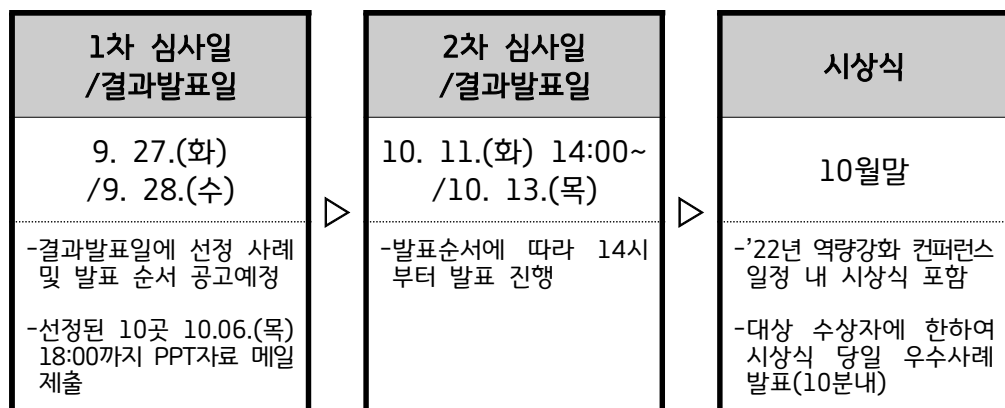 1차 심사일
/결과발표일
9. 27.(화)
/9. 28.(수)
-결과발표일에 선정 사례
및 발표 순서 공고예정
-선정된 10곳 10.06.(목)
18:00까지 PPT자료 메일
제출
▷
2차 심사일
/결과발표일
10. 11.(화) 14:00~
/10. 13.(목)
-발표순서에 따라 14시
부터 발표 진행
▷
시상식
10월말
-’22년 역량강화 컨퍼런스
일정 내 시상식 포함
-대상 수상자에 한하여
시상식 당일 우수사례
발표(10분내)